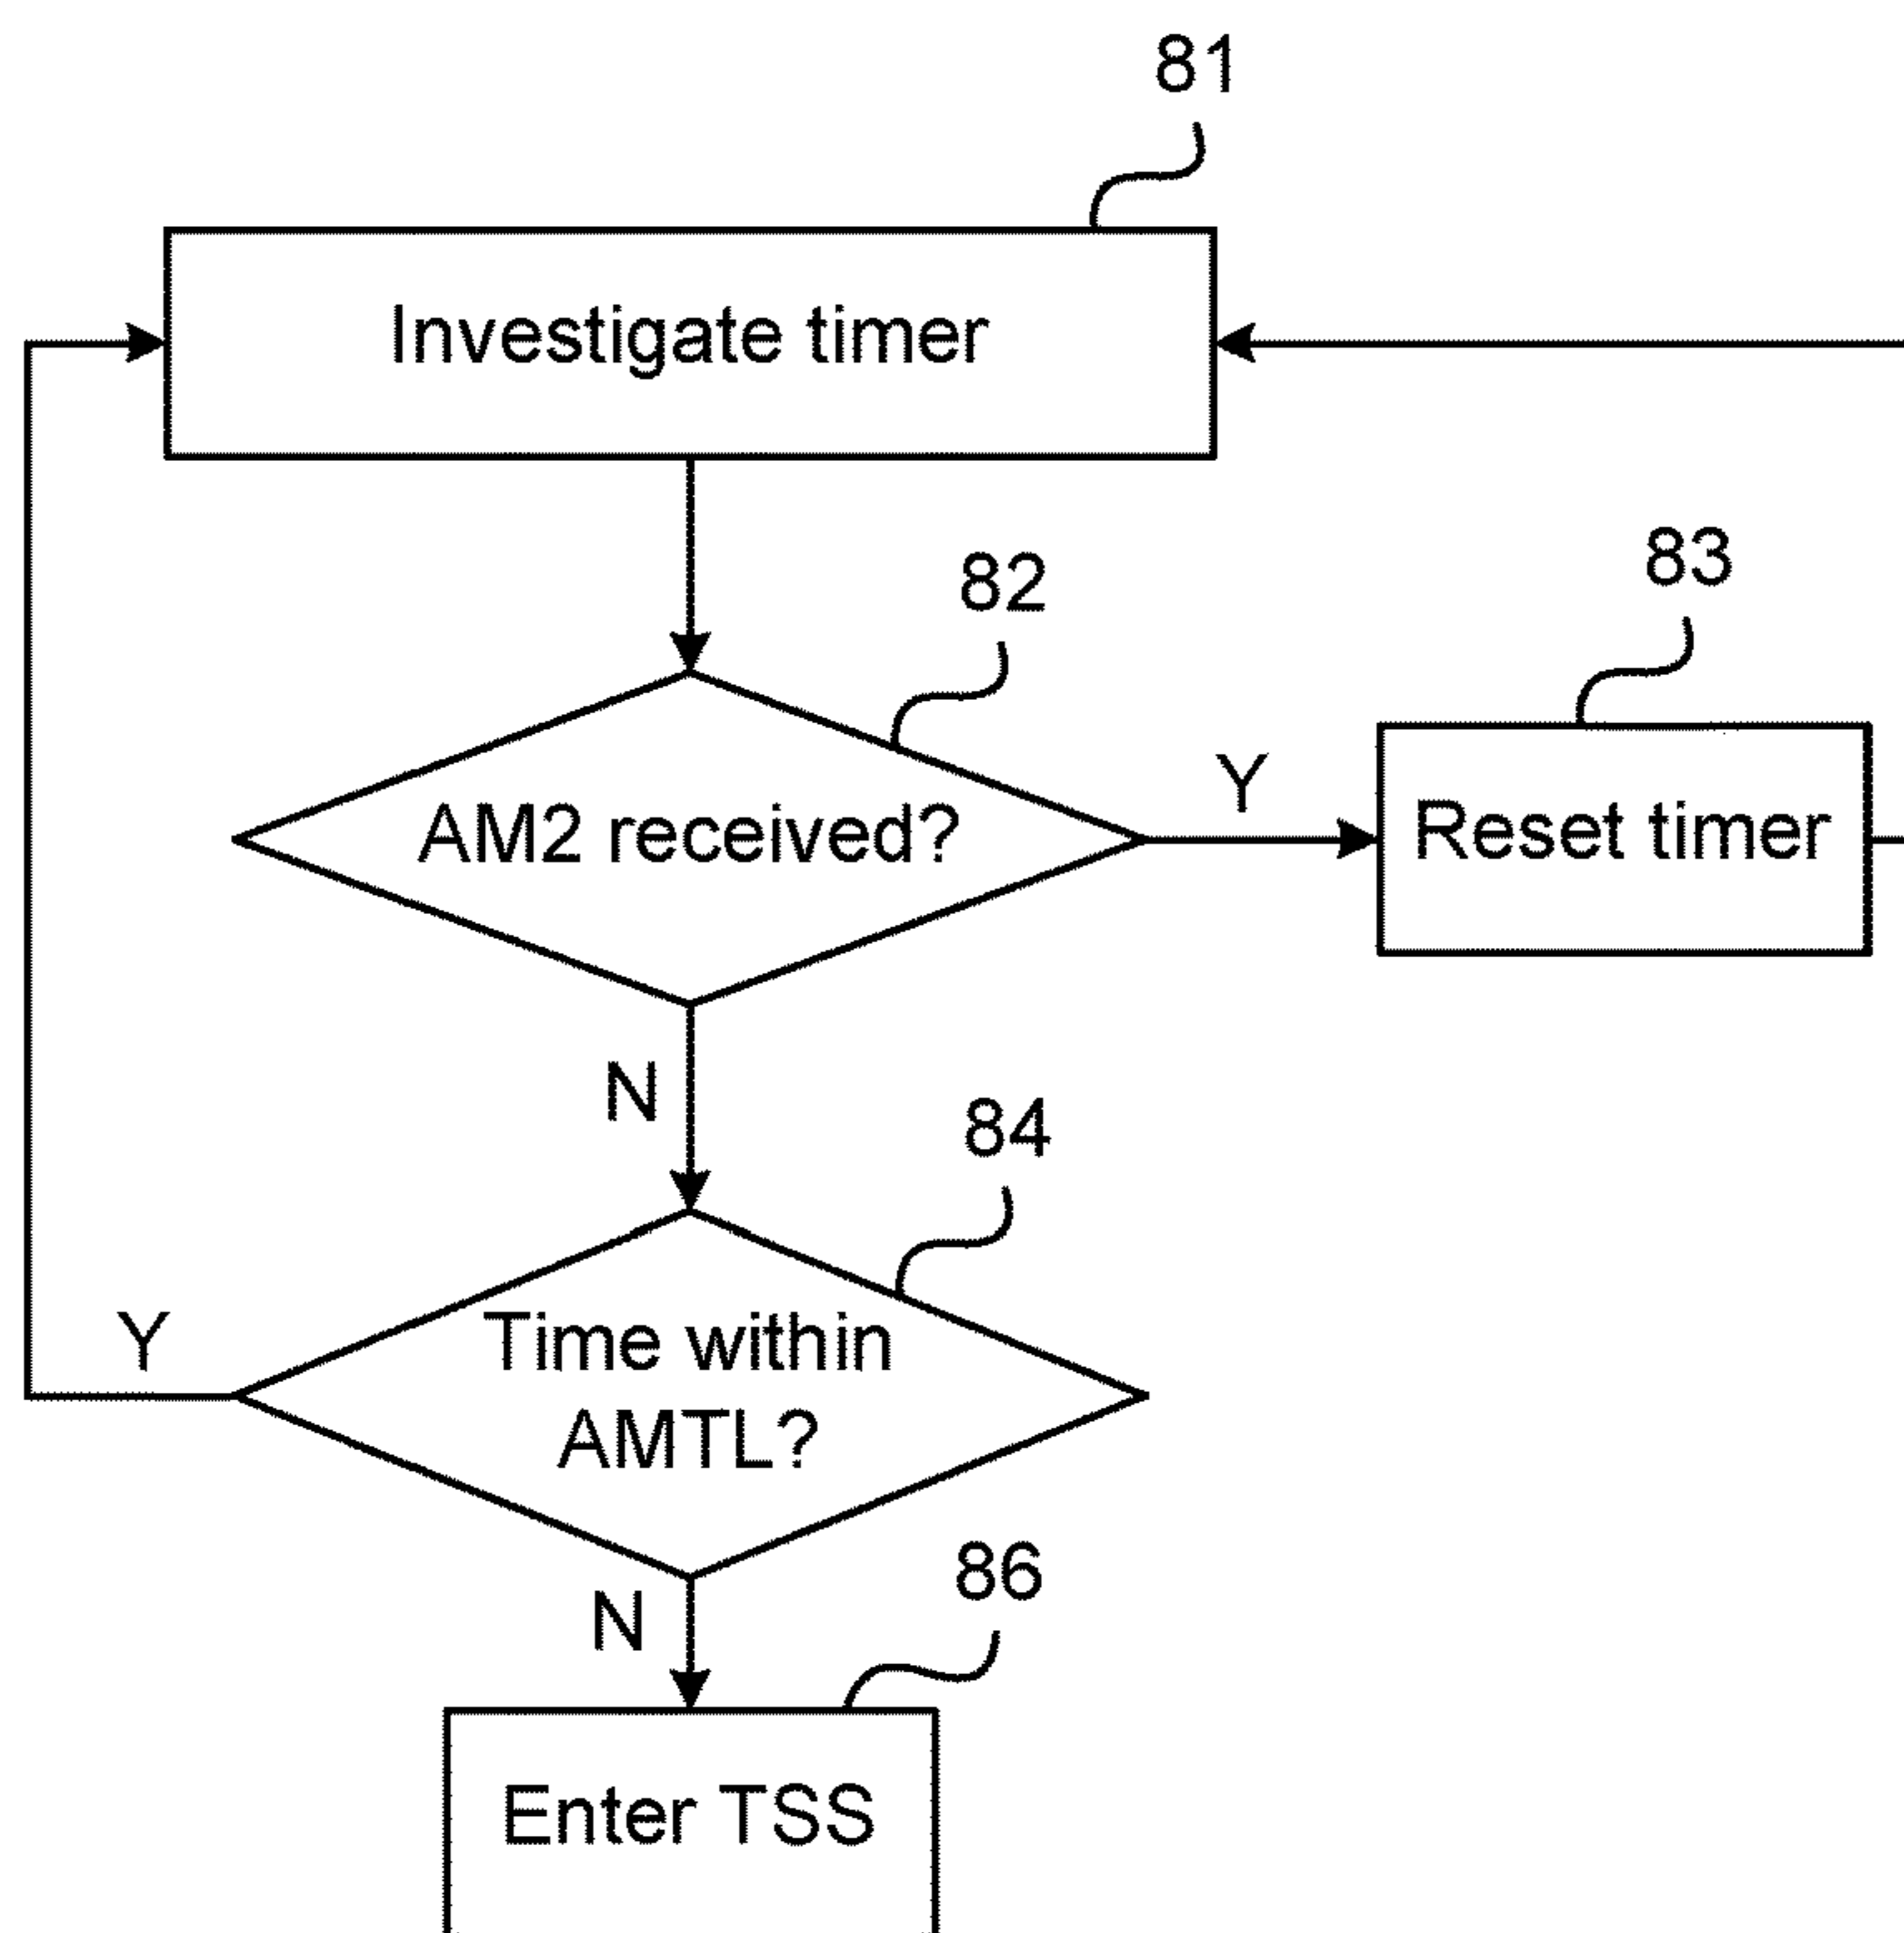 81
Investigate timer
82
83
AM2 received?
Y
Reset timer
N
84
Y
Time within
AMTL?
N
86
Enter TSS